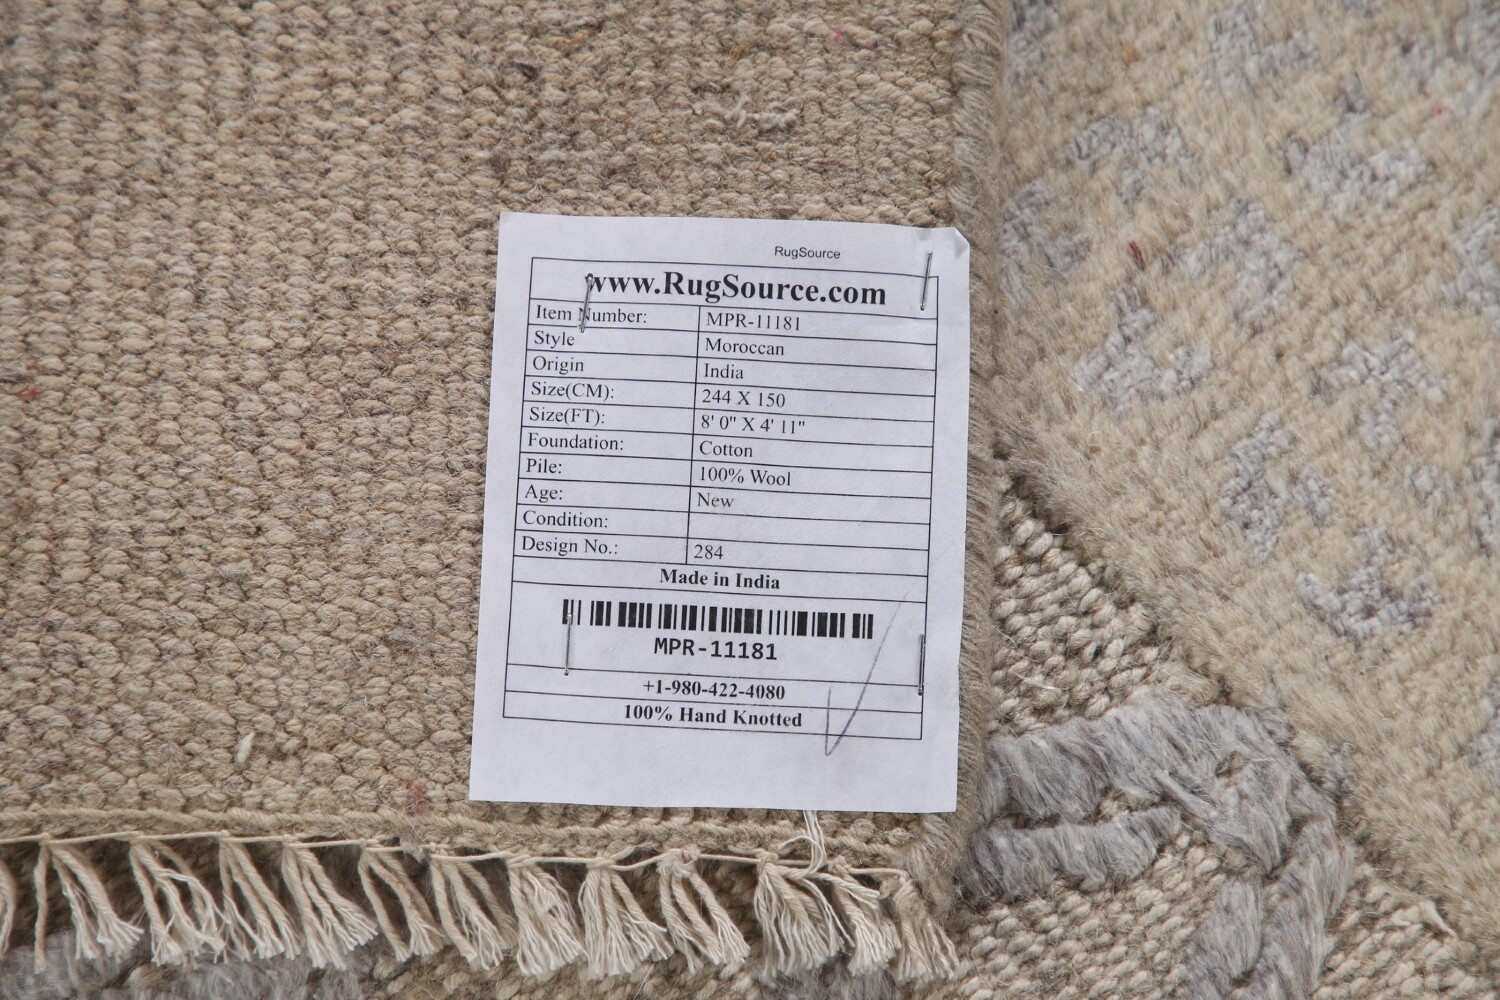 RugSource
www.RugSource.com
Item Number: MPR-11181
Style Moroccan
Origin India
Size(CM): 244 X 150
Size(FT): 8' 0" X 4' 11"
Foundation: Cotton
Pile: 100% Wool
Age: New
Condition:
Design No.: 284
Made in India
MPR-11181
+1-980-422-4080
100% Hand Knotted